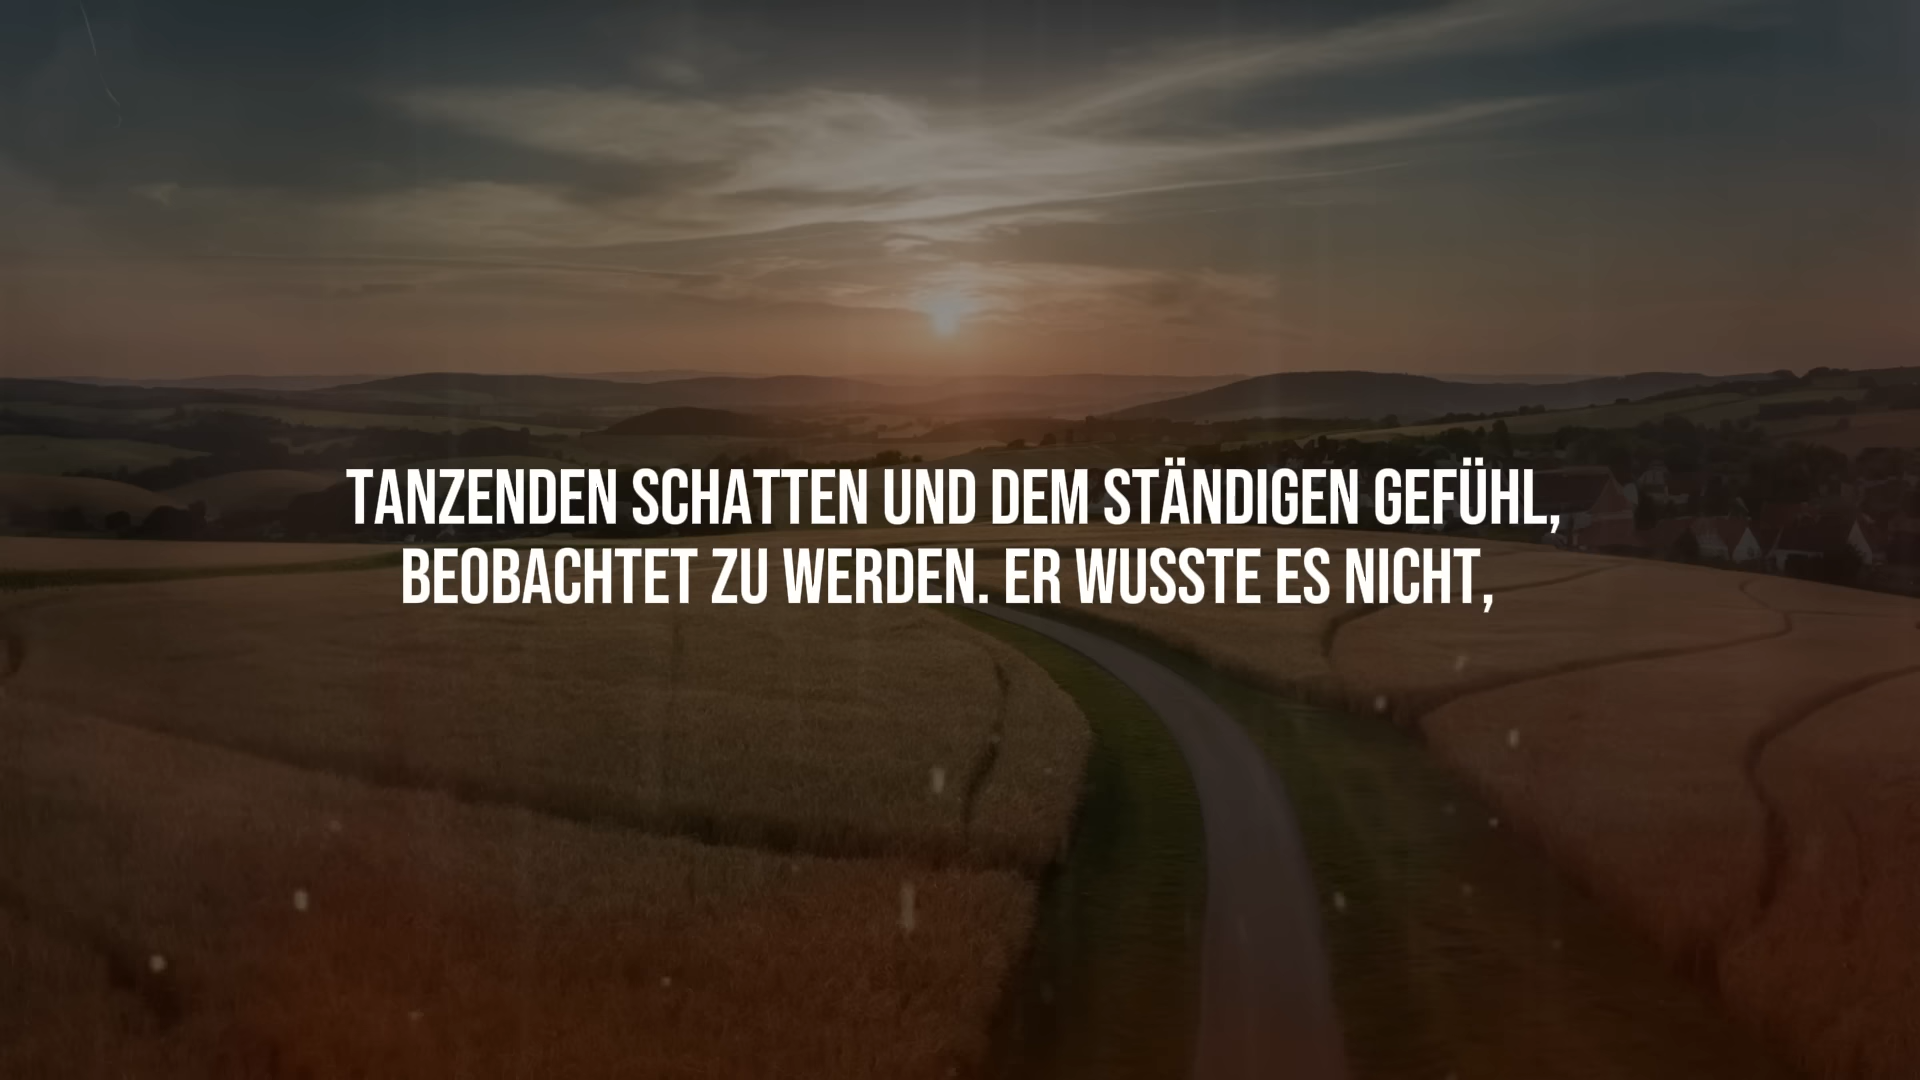 TANZENDEN SCHATTEN UND DEM STÄNDIGEN GEFÜHL,
BEOBACHTET ZU WERDEN. ER WUSSTE ES NICHT,